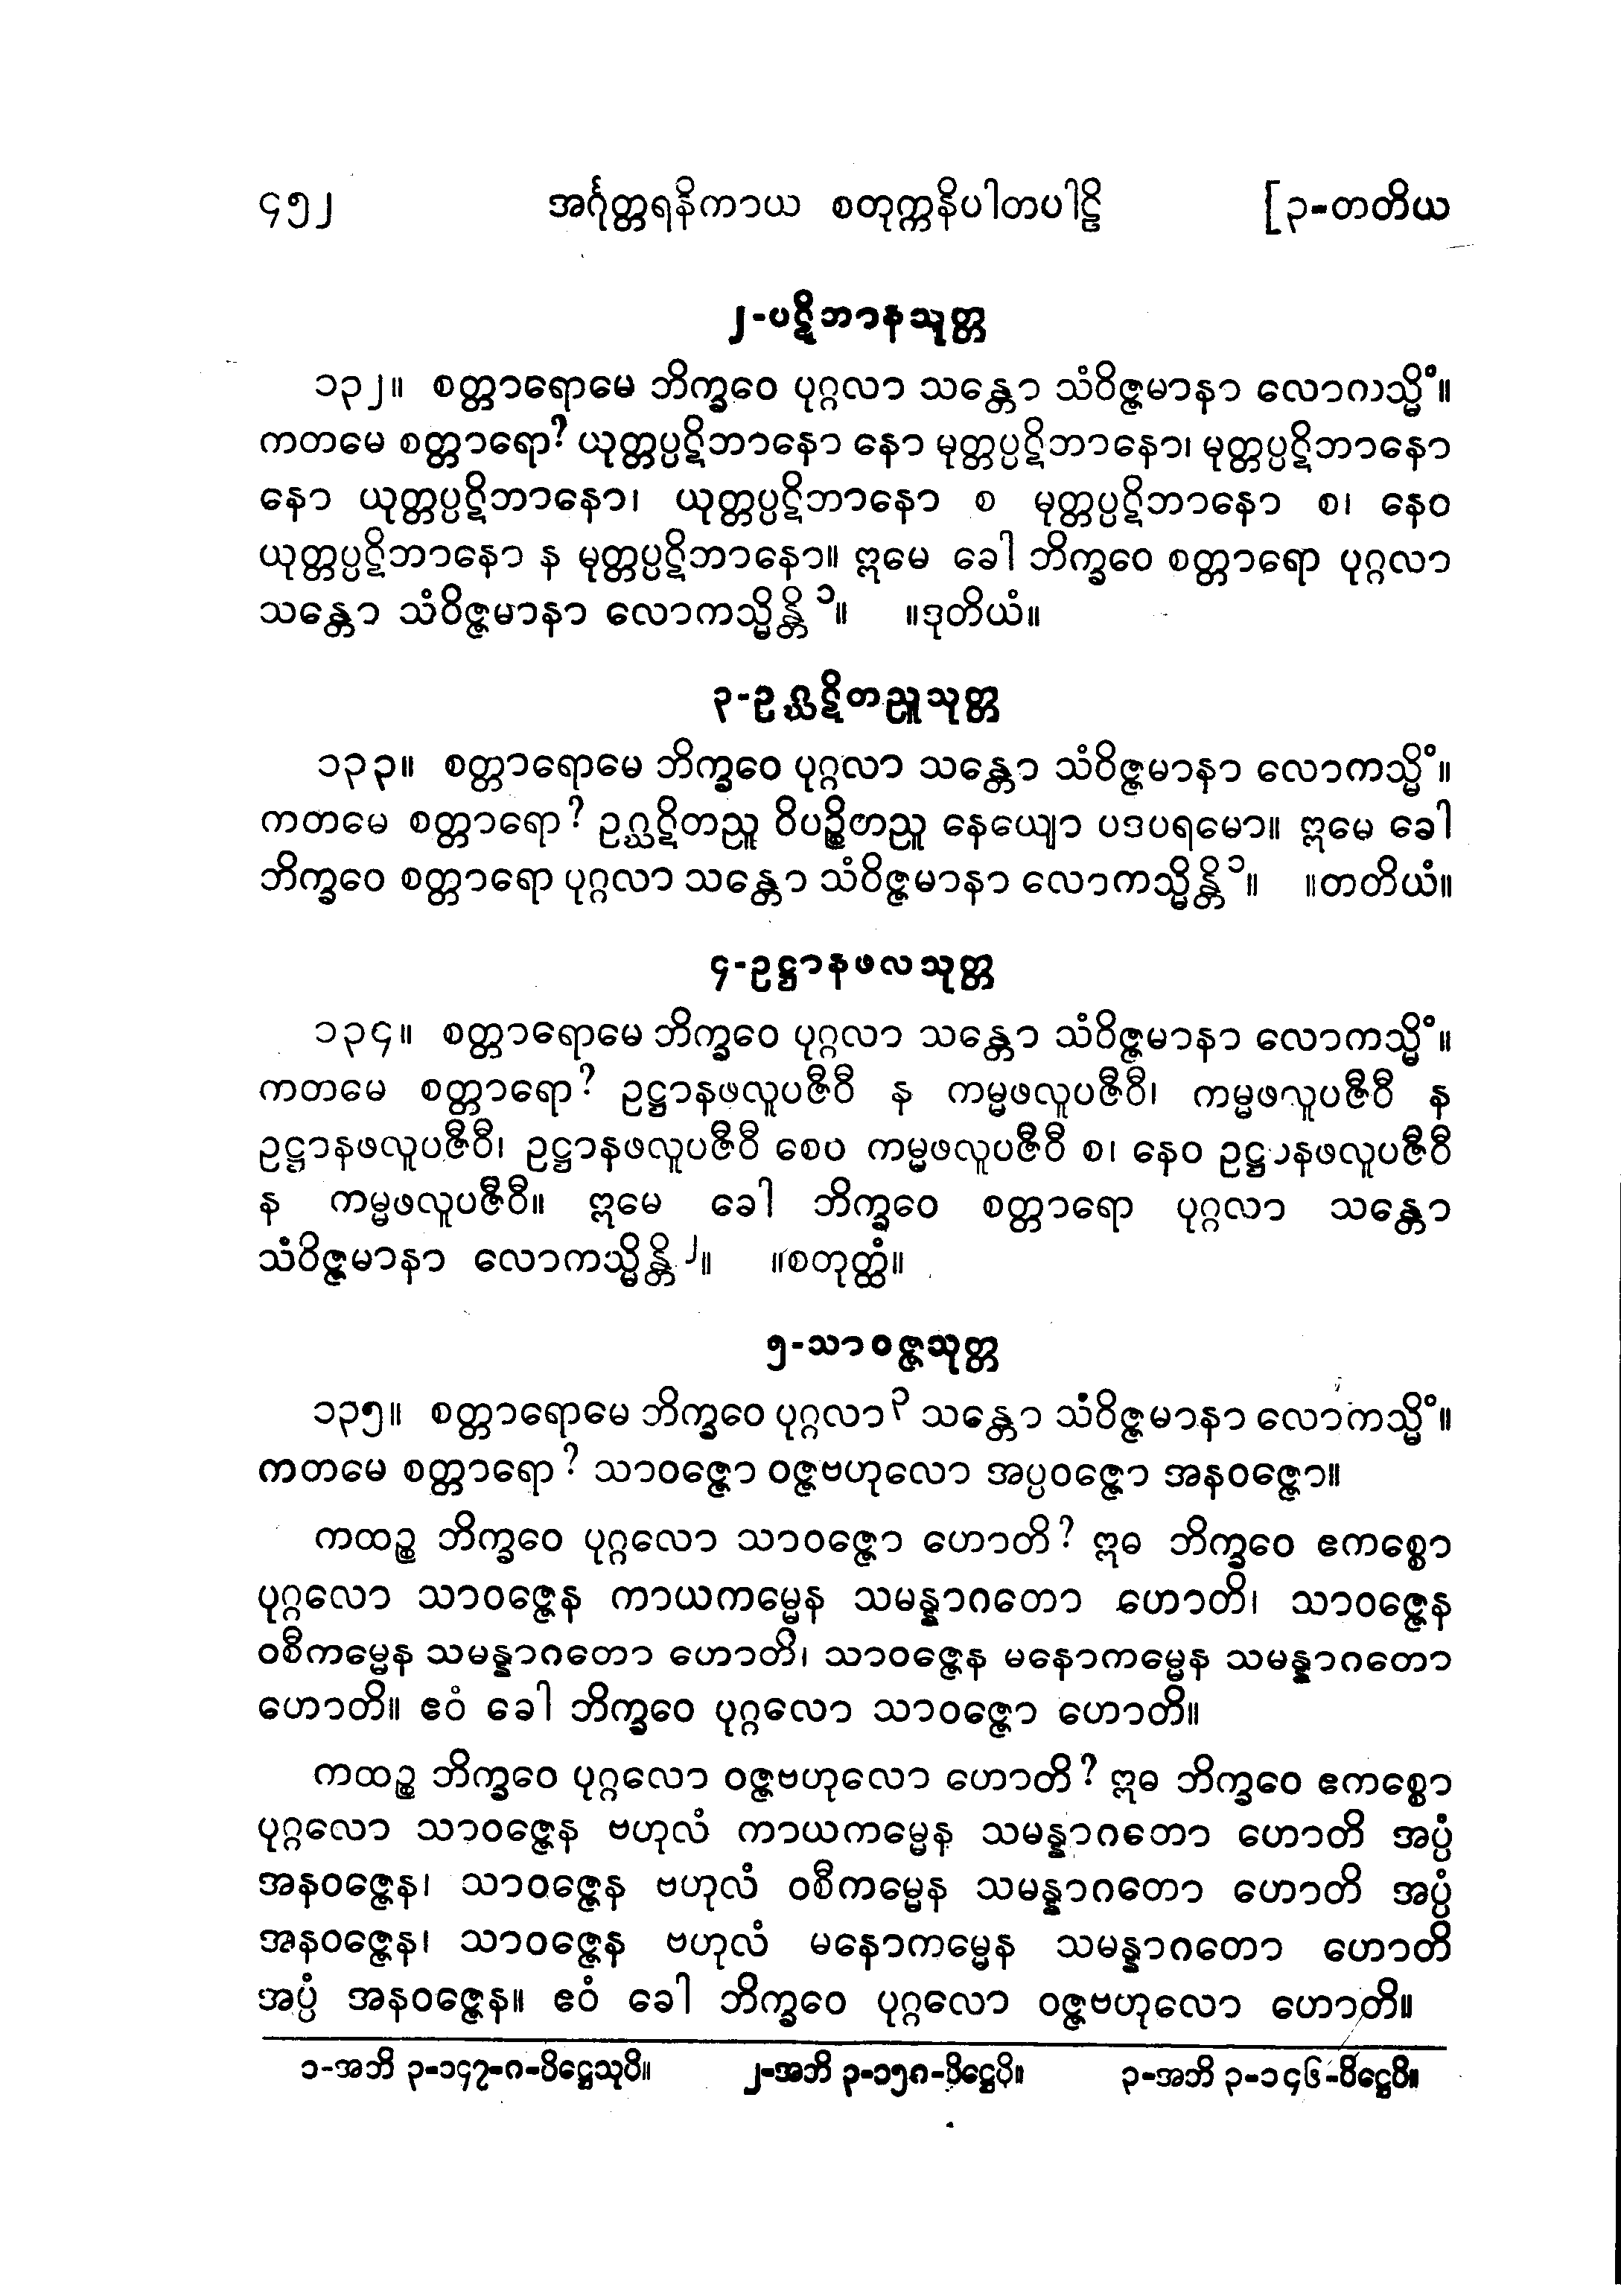 ၄၅၂ အင်္ဂုတ္တရနိကာယ စတုက္ကနိပါတပါဠိ [၃-တတိယ
၂-ပဋိဘာနသုတ္တ
၁၃၂။ စတ္တာရောမေ ဘိက္ခဝေ ပုဂ္ဂလာ သန္တော သံဝိဇ္ဇမာနာ လောကသ္မိံ။
ကတမေ စတ္တာရော? ယုတ္တပ္ပဋိဘာနော နော မုတ္တပ္ပဋိဘာနော၊ မုတ္တပ္ပဋိဘာနော
နော ယုတ္တပ္ပဋိဘာနော၊ ယုတ္တပ္ပဋိဘာနော စ မုတ္တပ္ပဋိဘာနော စ၊ နေဝ
ယုတ္တပ္ပဋိဘာနော န မုတ္တပ္ပဋိဘာနော။ ဣမေ ခေါ ဘိက္ခဝေ စတ္တာရော ပုဂ္ဂလာ
သန္တော သံဝိဇ္ဇမာနာ လောကသ္မိန္တိ ၁။ ။ဒုတိယံ။
၃-ဥဂ္ဃဋိတညူသုတ္တ
၁၃၃။ စတ္တာရောမေ ဘိက္ခဝေ ပုဂ္ဂလာ သန္တော သံဝိဇ္ဇမာနာ လောကသ္မိံ။
ကတမေ စတ္တာရော? ဥဂ္ဃဋိတညူ ဝိပဉ္စိတညူ နေယျော ပဒပရမော။ ဣမေ ခေါ
ဘိက္ခဝေ စတ္တာရော ပုဂ္ဂလာ သန္တော သံဝိဇ္ဇမာနာ လောကသ္မိန္တိ ၁။ ။တတိယံ။
၄-ဥဋ္ဌာနဖလသုတ္တ
၁၃၄။ စတ္တာရောမေ ဘိက္ခဝေ ပုဂ္ဂလာ သန္တော သံဝိဇ္ဇမာနာ လောကသ္မိံ။
ကတမေ စတ္တာရော? ဥဋ္ဌာနဖလူပဇီဝီ န ကမ္မဖလူပဇီဝီ၊ ကမ္မဖလူပဇီဝီ န
ဥဋ္ဌာနဖလူပဇီဝီ၊ ဥဋ္ဌာနဖလူပဇီဝီ စေဝ ကမ္မဖလူပဇီဝီ စ၊ နေဝ ဥဋ္ဌာနဖလူပဇီဝီ
န ကမ္မဖလူပဇီဝီ။ ဣမေ ခေါ ဘိက္ခဝေ စတ္တာရော ပုဂ္ဂလာ သန္တော
သံဝိဇ္ဇမာနာ လောကသ္မိန္တိ ၂။ ။စတုတ္ထံ။
၅-သာဝဇ္ဇသုတ္တ
၁၃၅။ စတ္တာရောမေ ဘိက္ခဝေ ပုဂ္ဂလာ ၃ သန္တော သံဝိဇ္ဇမာနာ လောကသ္မိံ။
ကတမေ စတ္တာရော? သာဝဇ္ဇော ဝဇ္ဇဗဟုလော အပ္ပဝဇ္ဇော အနဝဇ္ဇော။
ကထဉ္စ ဘိက္ခဝေ ပုဂ္ဂလော သာဝဇ္ဇော ဟောတိ? ဣဓ ဘိက္ခဝေ ဧကစ္စော
ပုဂ္ဂလော သာဝဇ္ဇေန ကာယကမ္မေန သမန္နာဂတော ဟောတိ၊ သာဝဇ္ဇေန
ဝစီကမ္မေန သမန္နာဂတော ဟောတိ၊ သာဝဇ္ဇေန မနောကမ္မေန သမန္နာဂတော
ဟောတိ။ ဧဝံ ခေါ ဘိက္ခဝေ ပုဂ္ဂလော သာဝဇ္ဇော ဟောတိ။
ကထဉ္စ ဘိက္ခဝေ ပုဂ္ဂလော ဝဇ္ဇဗဟုလော ဟောတိ? ဣဓ ဘိက္ခဝေ ဧကစ္စော
ပုဂ္ဂလော သာဝဇ္ဇေန ဗဟုလံ ကာယကမ္မေန သမန္နာဂတော ဟောတိ အပ္ပံ
အနဝဇ္ဇေန၊ သာဝဇ္ဇေန ဗဟုလံ ဝစီကမ္မေန သမန္နာဂတော ဟောတိ အပ္ပံ
အနဝဇ္ဇေန၊ သာဝဇ္ဇေန ဗဟုလံ မနောကမ္မေန သမန္နာဂတော ဟောတိ
အပ္ပံ အနဝဇ္ဇေန။ ဧဝံ ခေါ ဘိက္ခဝေ ပုဂ္ဂလော ဝဇ္ဇဗဟုလော ဟောတိ။
၁-အဘိ ၃-၁၄၇-ဂ-ပိဋ္ဌေသုပိ။ ၂-အဘိ ၃-၁၅ဂ-ပိဋ္ဌေပိ။ ၃-အဘိ ၃-၁၄၆-ပိဋ္ဌေပိ။